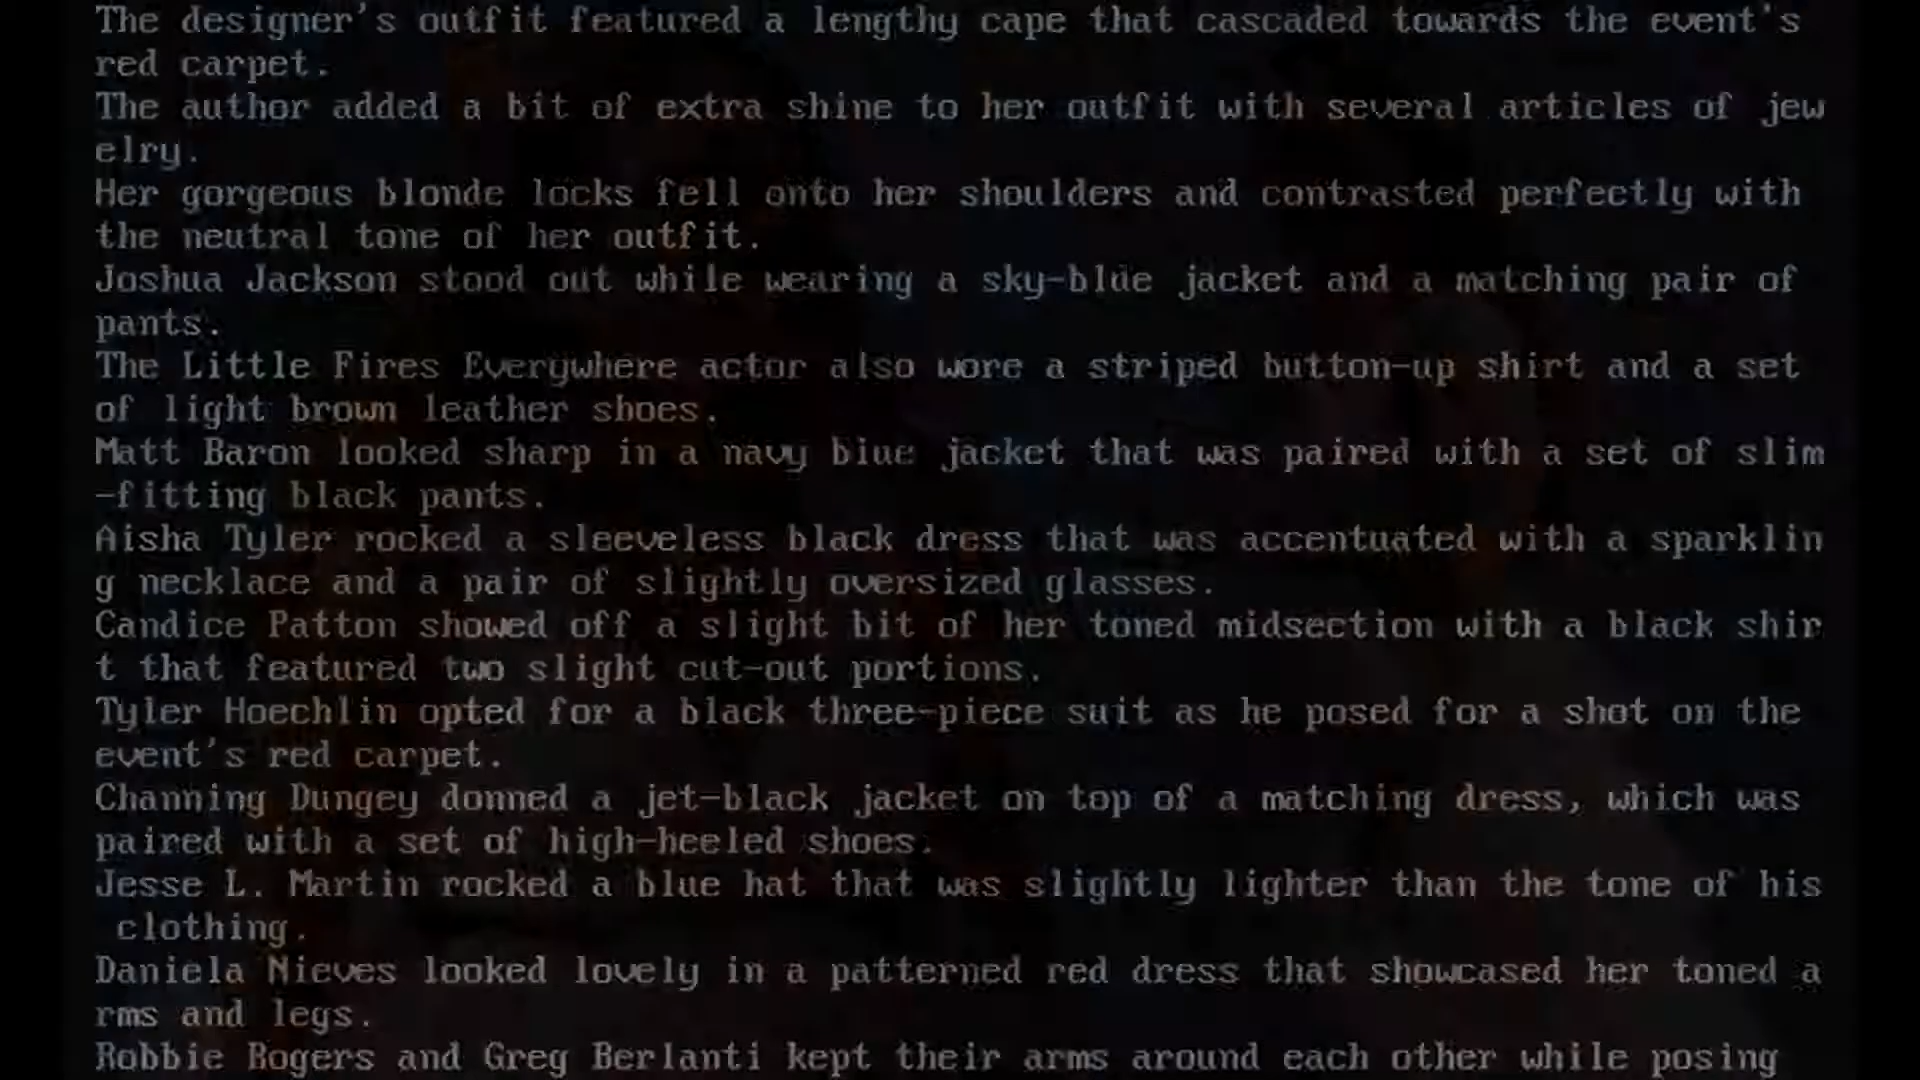 The designer's outfit featured a lengthy cape that cascaded towards the event's
red carpet.
The author added a bit of extra shine to her outfit with several articles of jew
elry.
Her gorgeous blonde locks fell onto her shoulders and contrasted perfectly with
the neutral tone of her outfit.
Joshua Jackson stood out while wearing a sky-blue jacket and a matching pair of
pants.
The Little Fires Everywhere actor also wore a striped button-up shirt and a set
of light brown leather shoes.
Matt Baron looked sharp in a navy blue jacket that was paired with a set of slim
-fitting black pants.
Aisha Tyler rocked a sleeveless black dress that was accentuated with a sparklin
g necklace and a pair of slightly oversized glasses.
Candice Patton showed off a slight bit of her toned midsection with a black shir
t that featured two slight cut-out portions.
Tyler Hoechlin opted for a black three-piece suit as he posed for a shot on the
event's red carpet.
Channing Dungey donned a jet-black jacket on top of a matching dress, which was
paired with a set of high-heeled shoes.
Jesse L. Martin rocked a blue hat that was slightly lighter than the tone of his
 clothing.
Daniela Nieves looked lovely in a patterned red dress that showcased her toned a
rms and legs.
Robbie Rogers and Greg Berlanti kept their arms around each other while posing